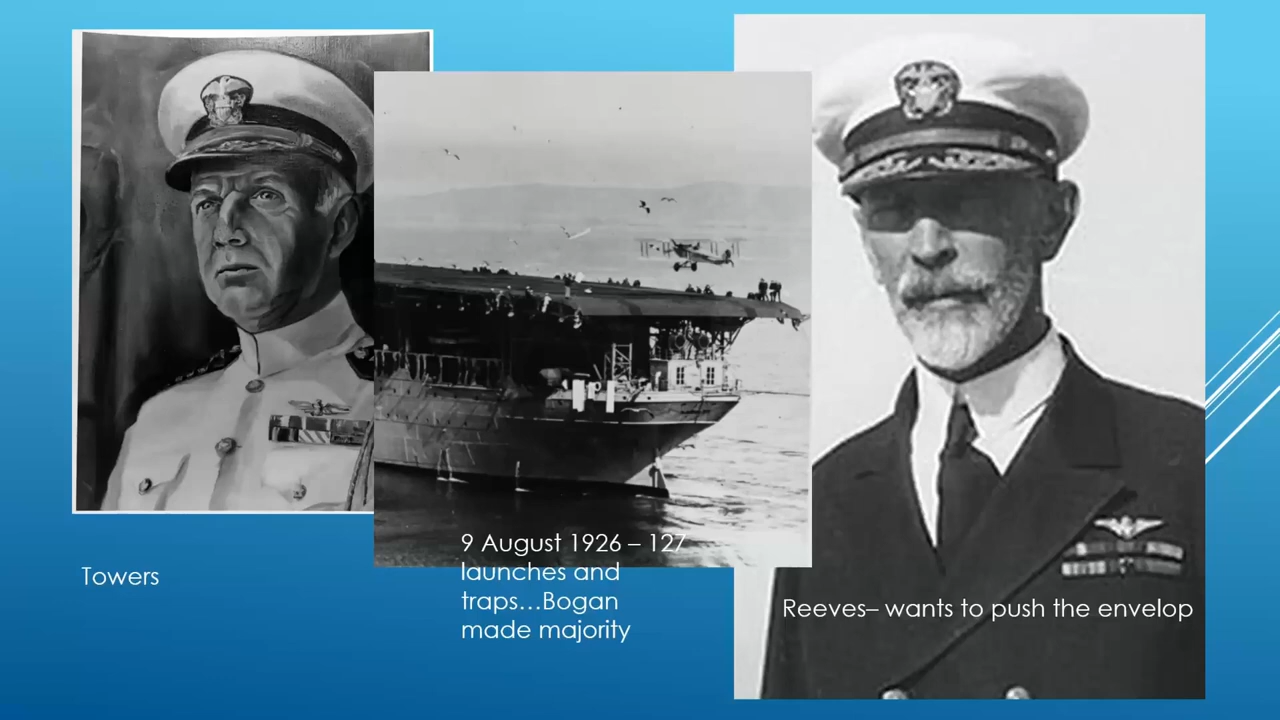 Towers
9 August 1926 – 127
launches and
traps...Bogan
made majority
Reeves– wants to push the envelop